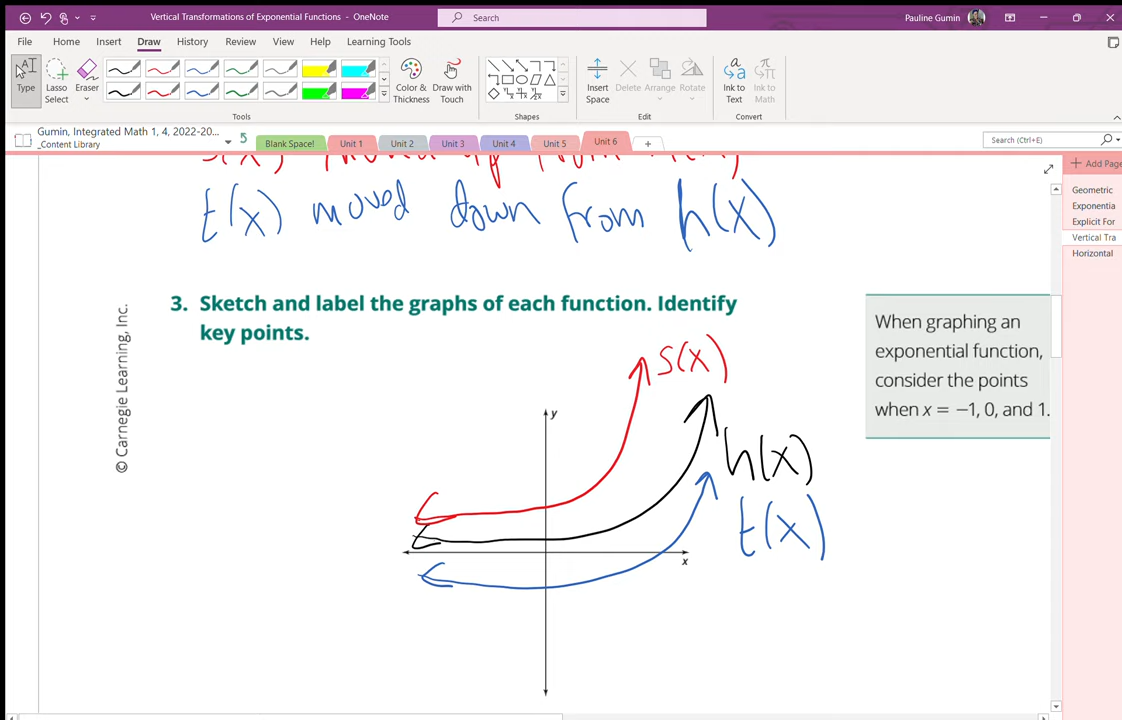 Vertical Transformations of Exponential Functions - OneNote
Search
Pauline Gumin
File Home Insert Draw History Review View Help Learning Tools
Type
Lasso Select
Eraser
Color & Thickness
Draw with Touch
Insert Space
Delete
Arrange
Rotate
Ink to Text
Ink to Math
Tools
Shapes
Edit
Convert
Gumin, Integrated Math 1, 4, 2022-20...
_Content Library
Blank Space! Unit 1 Unit 2 Unit 3 Unit 4 Unit 5 Unit 6
Search (Ctrl+E)
Add Page
Geometric
Exponentia
Explicit For
Vertical Tra
Horizontal
t(x) moved down from h(x)
3. Sketch and label the graphs of each function. Identify
key points.
When graphing an
exponential function,
consider the points
when x = −1, 0, and 1.
© Carnegie Learning, Inc.
s(x)
y
h(x)
t(x)
x